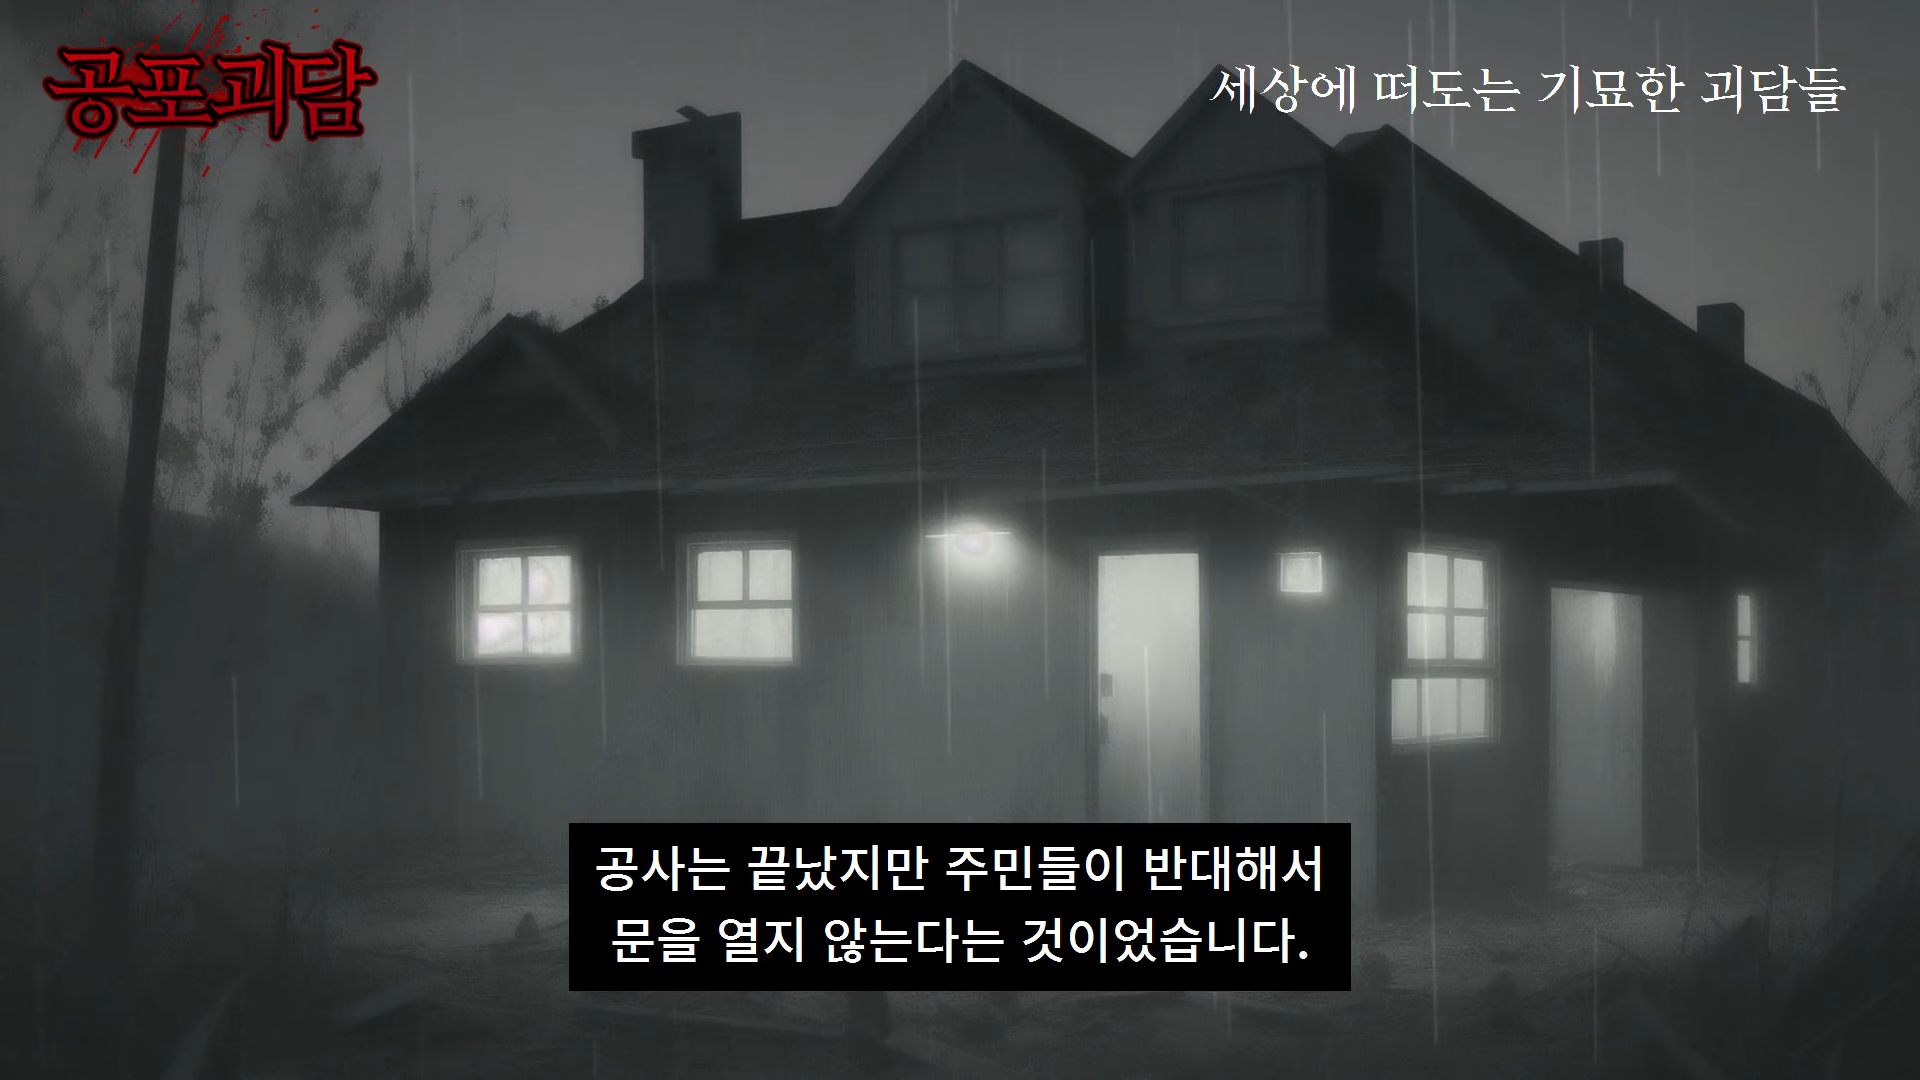 공포괴담
세상에 떠도는 기묘한 괴담들
공사는 끝났지만 주민들이 반대해서
문을 열지 않는다는 것이었습니다.